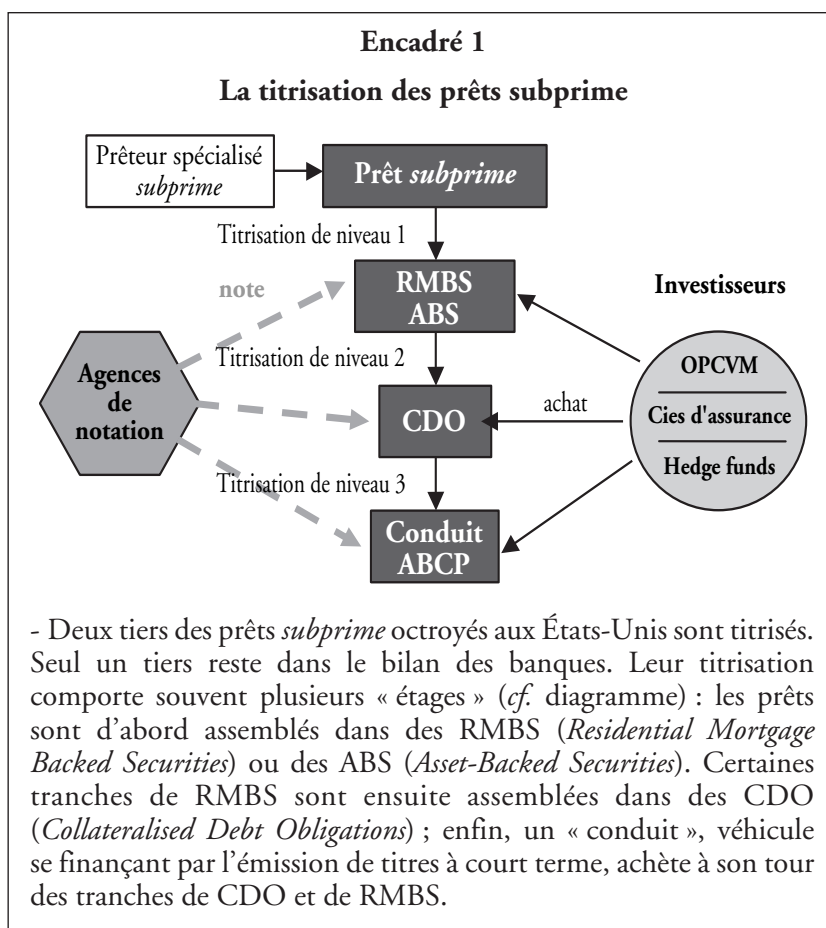 Encadré 1
La titrisation des prêts subprime
Prêteur spécialisé
subprime
Prêt subprime
Titrisation de niveau 1
note
RMBS
ABS
Investisseurs
Titrisation de niveau 2
Agences
de
notation
CDO
achat
OPCVM
Cies d'assurance
Hedge funds
Titrisation de niveau 3
Conduit
ABCP
- Deux tiers des prêts subprime octroyés aux États-Unis sont titrisés.
Seul un tiers reste dans le bilan des banques. Leur titrisation
comporte souvent plusieurs « étages » (cf. diagramme) : les prêts
sont d'abord assemblés dans des RMBS (Residential Mortgage
Backed Securities) ou des ABS (Asset-Backed Securities). Certaines
tranches de RMBS sont ensuite assemblées dans des CDO
(Collateralised Debt Obligations) ; enfin, un « conduit », véhicule
se finançant par l'émission de titres à court terme, achète à son tour
des tranches de CDO et de RMBS.